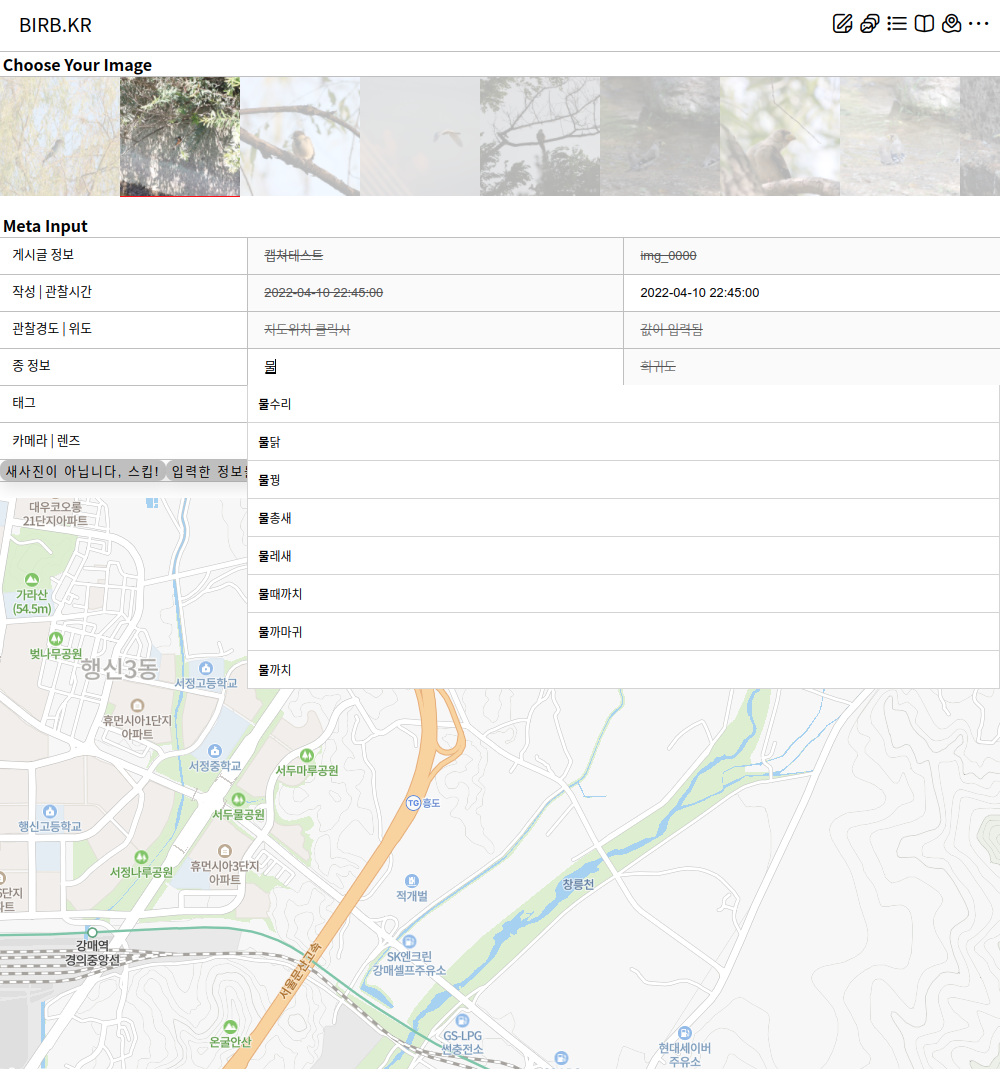 BIRB.KR
Choose Your Image
Meta Input
게시글 정보 캡쳐테스트 img_0000
작성 | 관찰시간 2022-04-10 22:45:00 2022-04-10 22:45:00
관찰경도 | 위도 지도위치 클릭시 값이 입력됨
종 정보 물 희귀도
태그
물수리
물닭
카메라 | 렌즈
새사진이 아닙니다, 스킵! 입력한 정보를
물꿩
물총새
물레새
물때까치
물까마귀
물까치
대우코오롱
21단지아파트
가라산
(54.5m)
벚나무공원
행신3동
서정고등학교
휴먼시아1단지
아파트
서정중학교
서두마루공원
서두물공원
TG 흥도
행신고등학교
서정나루공원
휴먼시아3단지
아파트
5단지
파트
적개벌
창릉천
강매역
경의중앙선
SK엔크린
강매셀프주유소
서울문산고속
온굴안산
GS-LPG
썬충전소
현대세이버
주유소